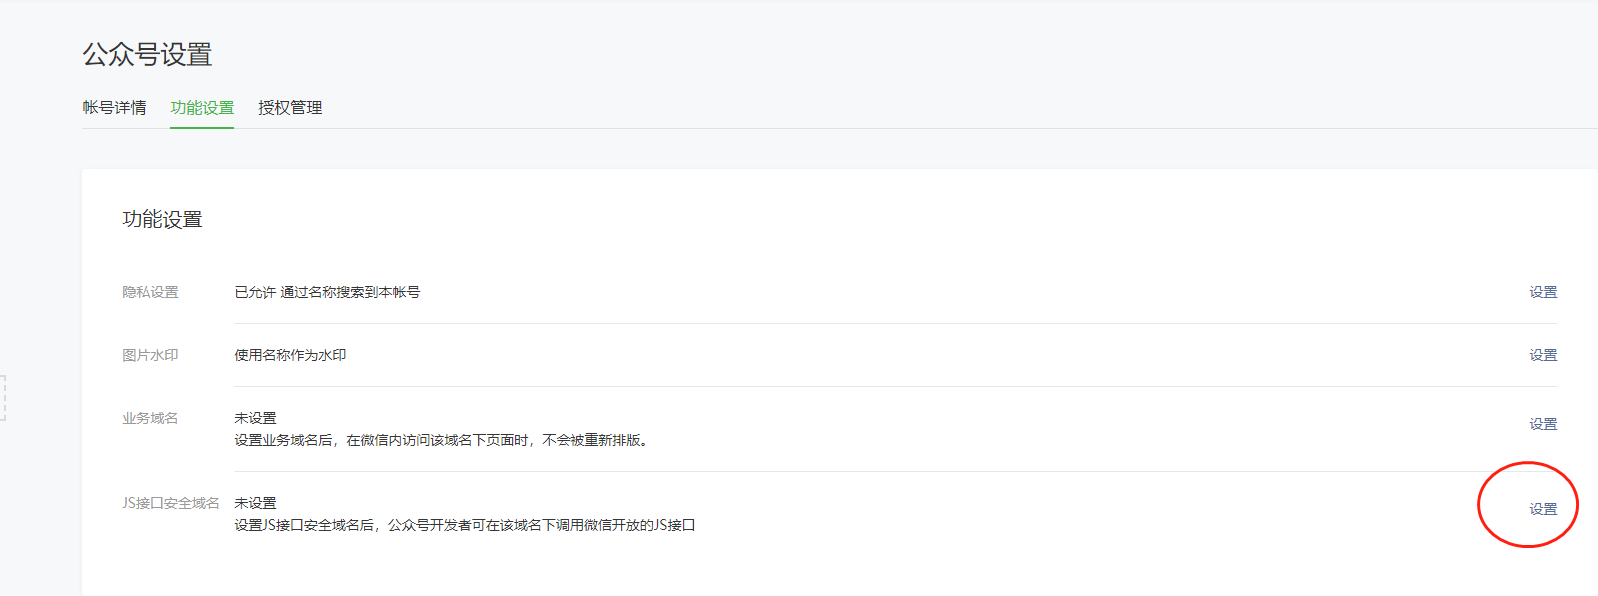 公众号设置
帐号详情 功能设置 授权管理
功能设置
隐私设置 已允许 通过名称搜索到本帐号 设置
图片水印 使用名称作为水印 设置
业务域名 未设置 设置
设置业务域名后，在微信内访问该域名下页面时，不会被重新排版。
JS接口安全域名 未设置 设置
设置JS接口安全域名后，公众号开发者可在该域名下调用微信开放的JS接口